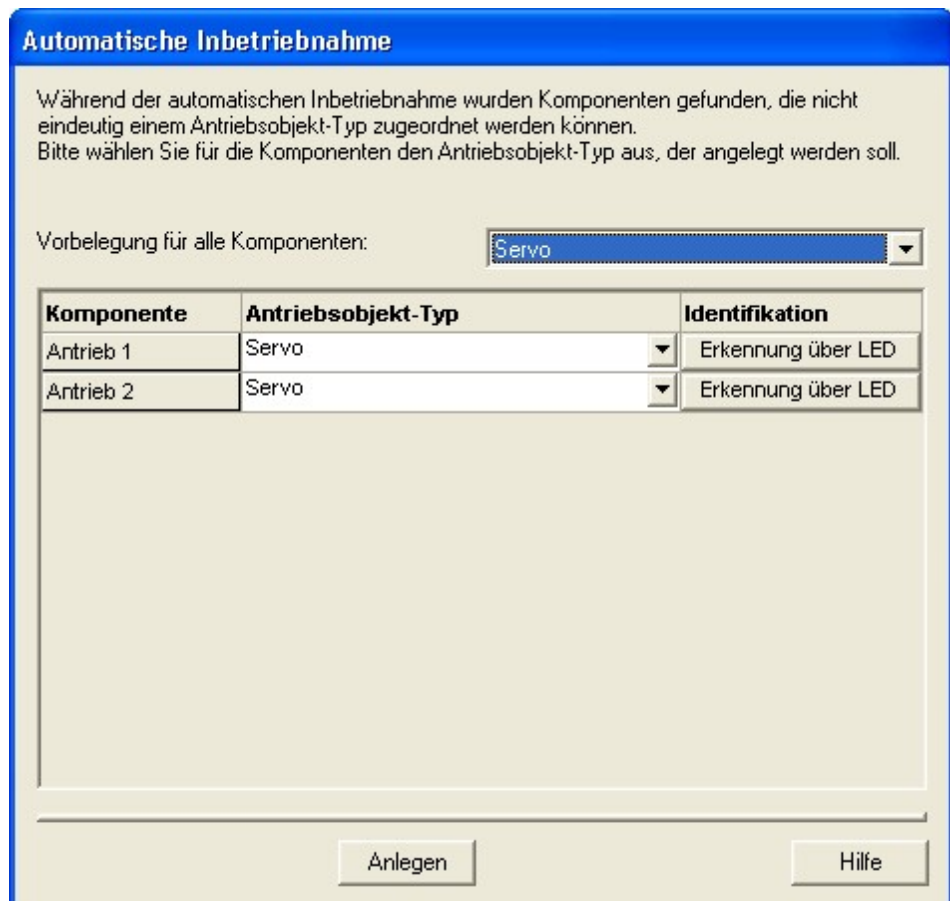 Automatische Inbetriebnahme
Während der automatischen Inbetriebnahme wurden Komponenten gefunden, die nicht
eindeutig einem Antriebsobjekt-Typ zugeordnet werden können.
Bitte wählen Sie für die Komponenten den Antriebsobjekt-Typ aus, der angelegt werden soll.
Vorbelegung für alle Komponenten: Servo
Komponente Antriebsobjekt-Typ Identifikation
Antrieb 1 Servo Erkennung über LED
Antrieb 2 Servo Erkennung über LED
Anlegen Hilfe